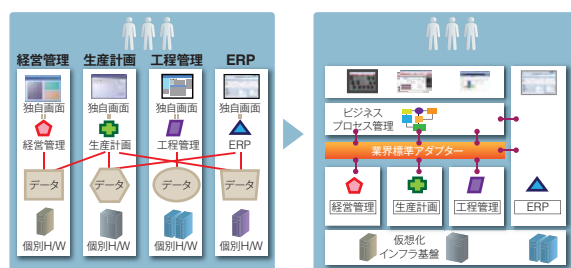 経営管理 生産計画 工程管理 ERP
独自画面 独自画面 独自画面 独自画面
経営管理 生産計画 工程管理 ERP
データ データ データ データ
個別H/W 個別H/W 個別H/W 個別H/W
ビジネス
プロセス管理
業界標準アダプター
経営管理 生産計画 工程管理 ERP
仮想化
インフラ基盤